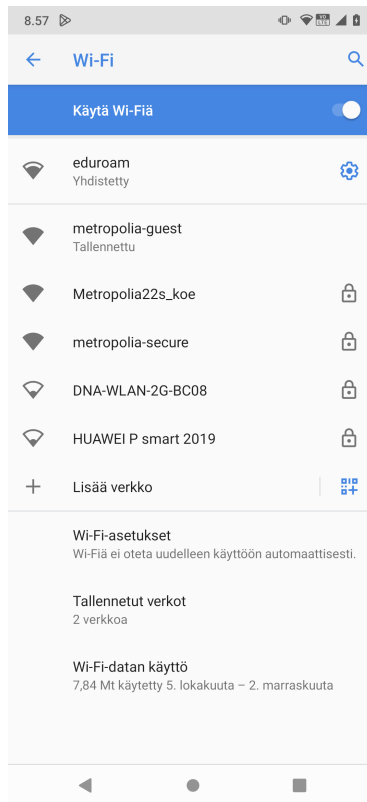 8.57
Wi-Fi
Käytä Wi-Fiä
eduroam
Yhdistetty
metropolia-guest
Tallennettu
Metropolia22s_koe
metropolia-secure
DNA-WLAN-2G-BC08
HUAWEI P smart 2019
Lisää verkko
Wi-Fi-asetukset
Wi-Fiä ei oteta uudelleen käyttöön automaattisesti.
Tallennetut verkot
2 verkkoa
Wi-Fi-datan käyttö
7,84 Mt käytetty 5. lokakuuta – 2. marraskuuta